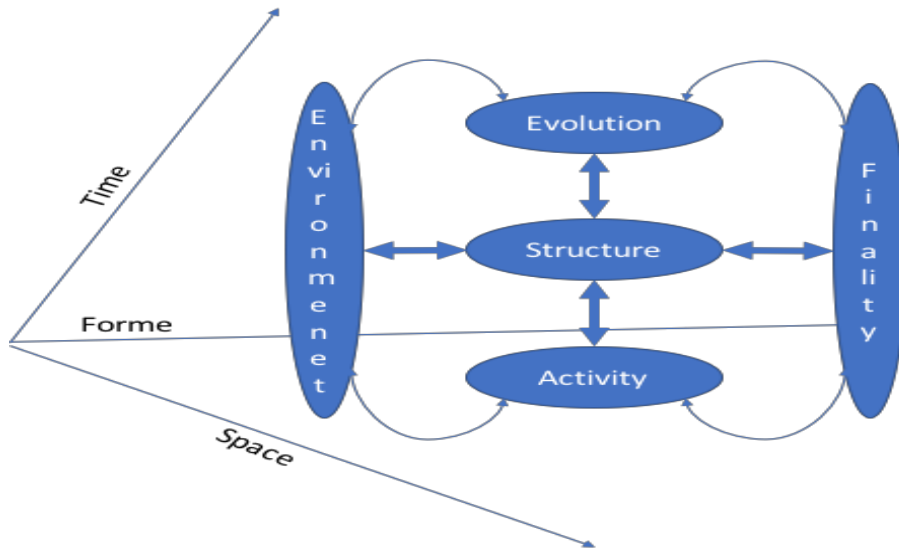 Time
Forme
Space
Environmenet
Evolution
Structure
Activity
Finality